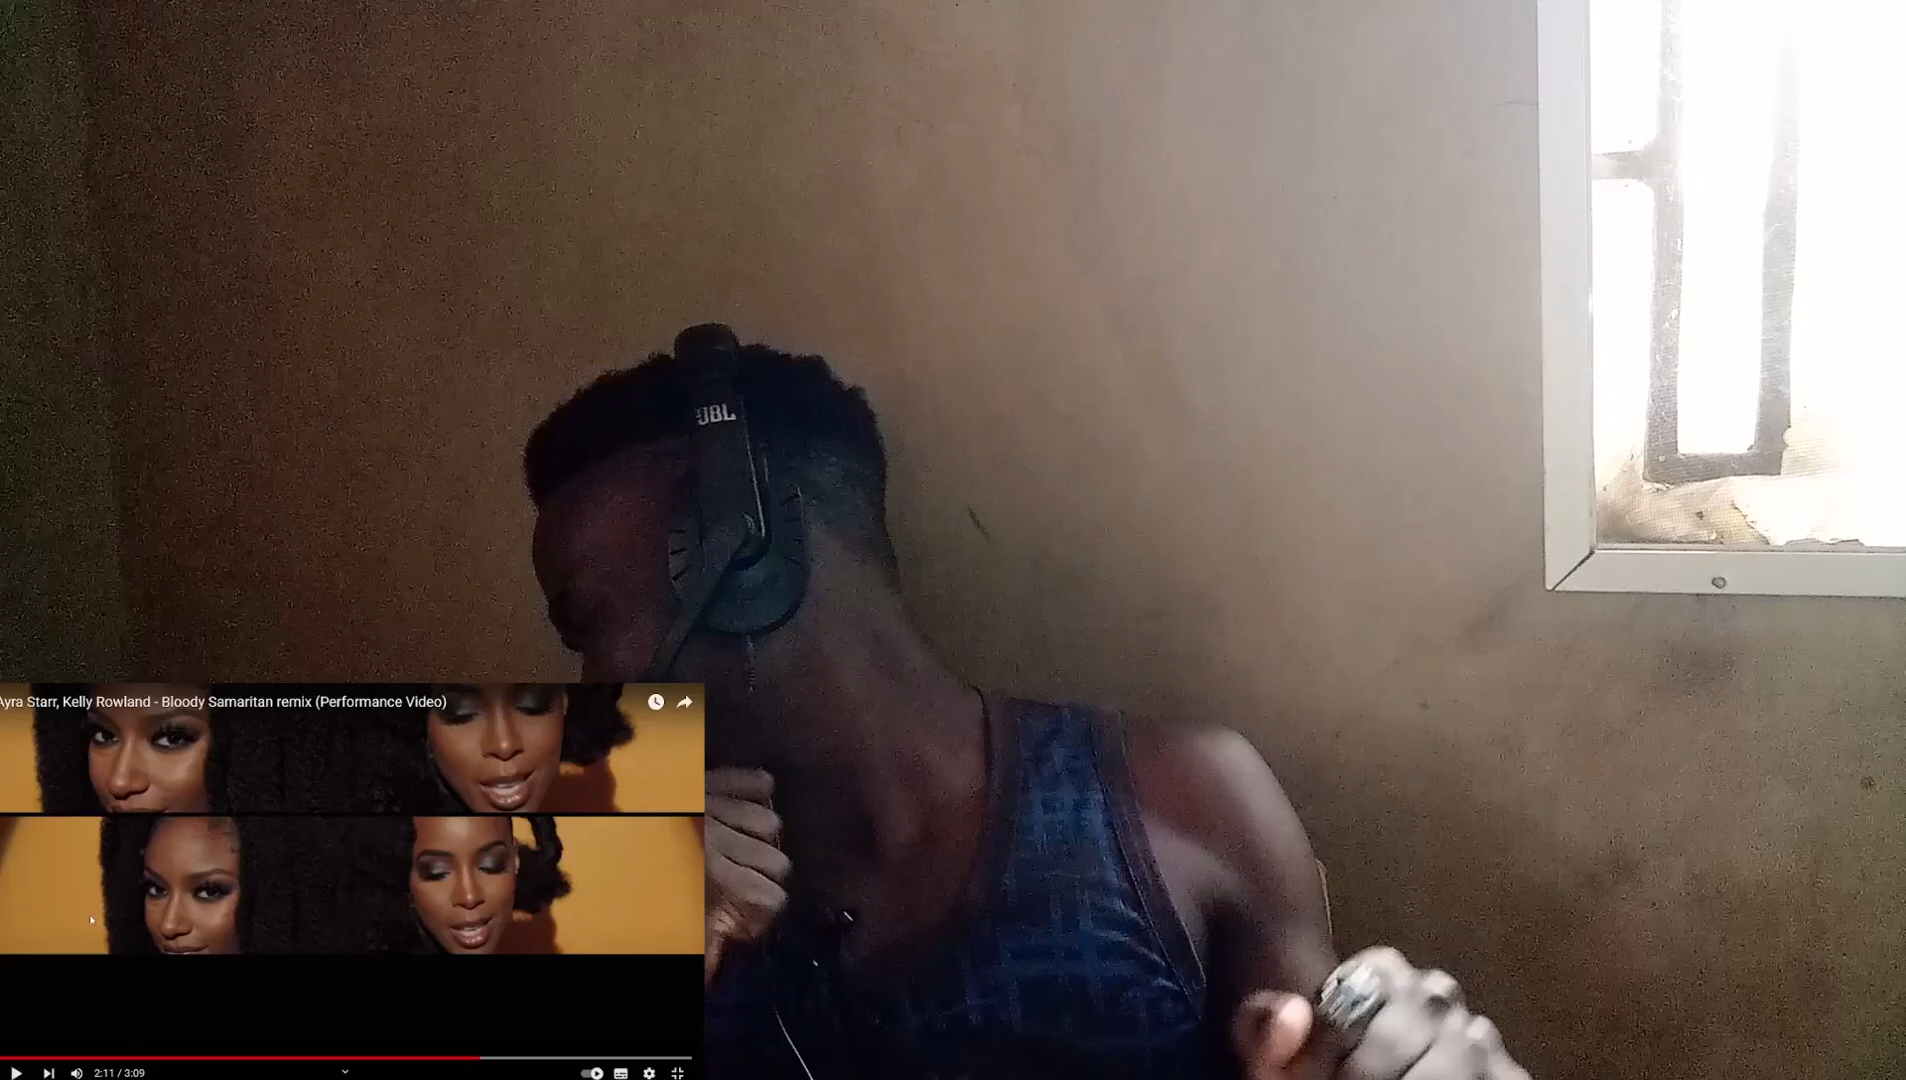 JBL
Ayra Starr, Kelly Rowland - Bloody Samaritan remix (Performance Video)
2:11 / 3:09